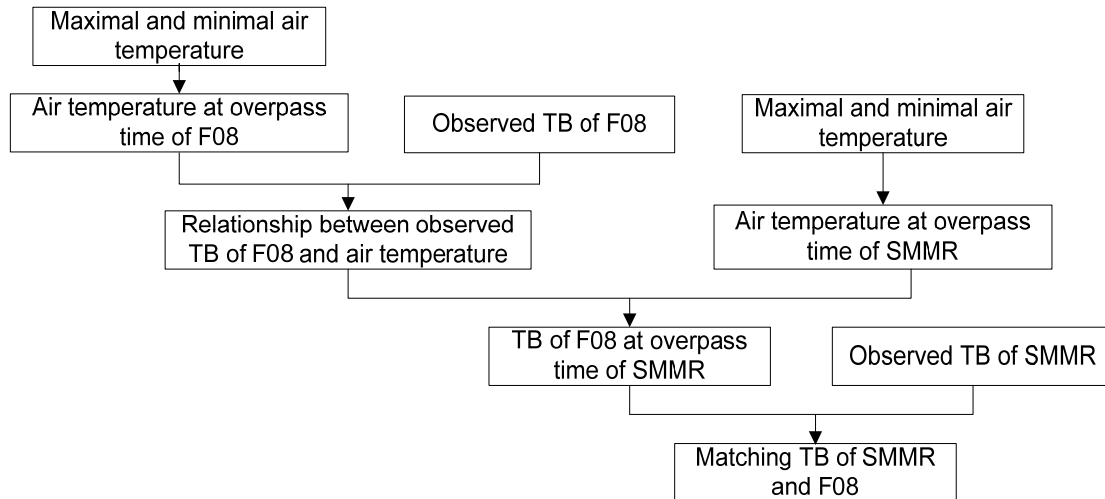 Maximal and minimal air
temperature
Air temperature at overpass
time of F08
Observed TB of F08
Maximal and minimal air
temperature
Relationship between observed
TB of F08 and air temperature
Air temperature at overpass
time of SMMR
TB of F08 at overpass
time of SMMR
Observed TB of SMMR
Matching TB of SMMR
and F08